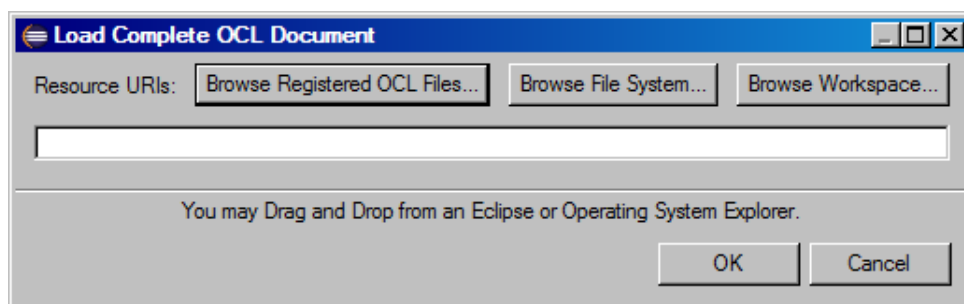 Load Complete OCL Document
Resource URIs: Browse Registered OCL Files... Browse File System... Browse Workspace...
You may Drag and Drop from an Eclipse or Operating System Explorer.
OK Cancel